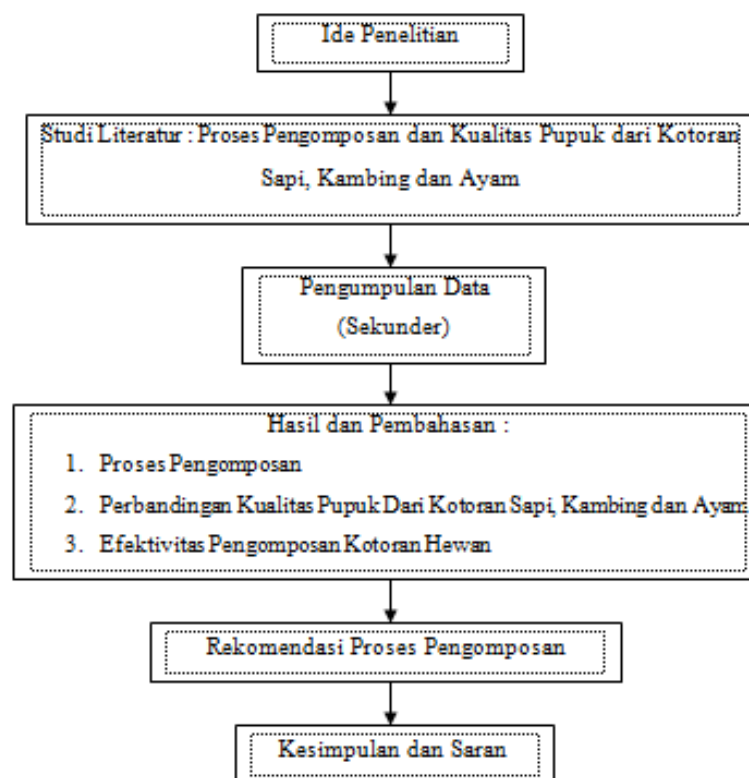 Ide Penelitian
Studi Literatur : Proses Pengomposan dan Kualitas Pupuk dari Kotoran
Sapi, Kambing dan Ayam
Pengumpulan Data
(Sekunder)
Hasil dan Pembahasan :
1. Proses Pengomposan
2. Perbandingan Kualitas Pupuk Dari Kotoran Sapi, Kambing dan Ayam
3. Efektivitas Pengomposan Kotoran Hewan
Rekomendasi Proses Pengomposan
Kesimpulan dan Saran